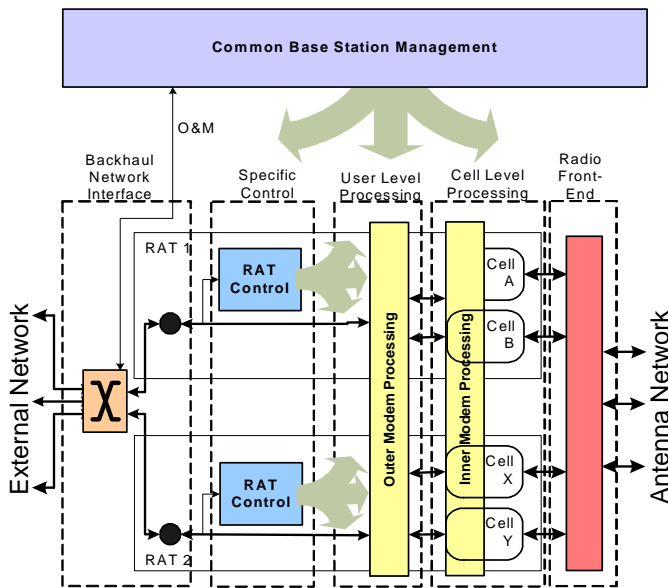 Common Base Station Management
O&M
Backhaul
Network
Interface
Specific
Control
User Level
Processing
Cell Level
Processing
Radio
Front-
End
RAT 1
RAT
Control
Cell
A
Cell
B
External Network
Outer Modem Processing
Inner Modem Processing
Antenna Network
RAT
Control
Cell
X
Cell
Y
RAT 2